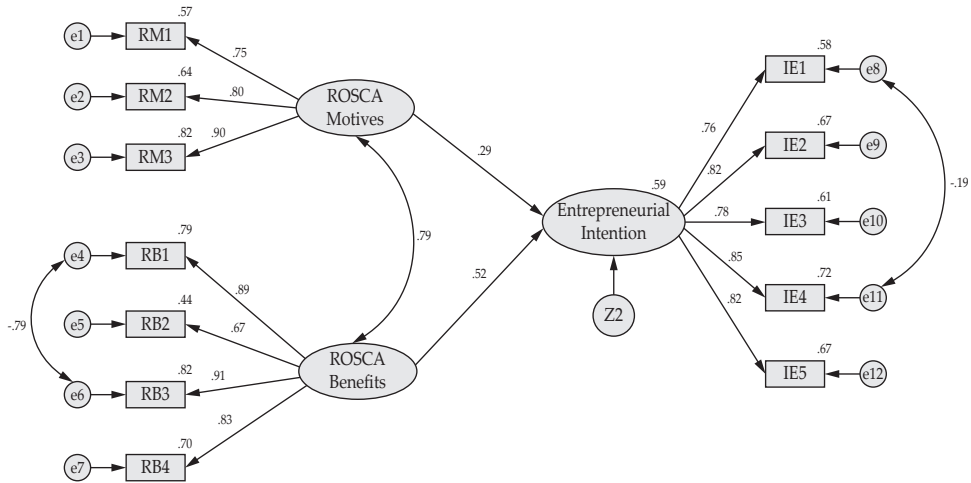 .57
e1
RM1
.75
.64
e2
RM2
.80
.82
e3
RM3
.90
ROSCA
Motives
.29
.79
.79
e4
RB1
.89
-.79
.44
e5
RB2
.67
.82
e6
RB3
.91
.70
e7
RB4
.83
ROSCA
Benefits
.52
.59
Entrepreneurial
Intention
Z2
.58
IE1
e8
.76
.67
IE2
e9
.82
.61
IE3
e10
.78
.72
IE4
e11
.85
.67
IE5
e12
.82
-.19